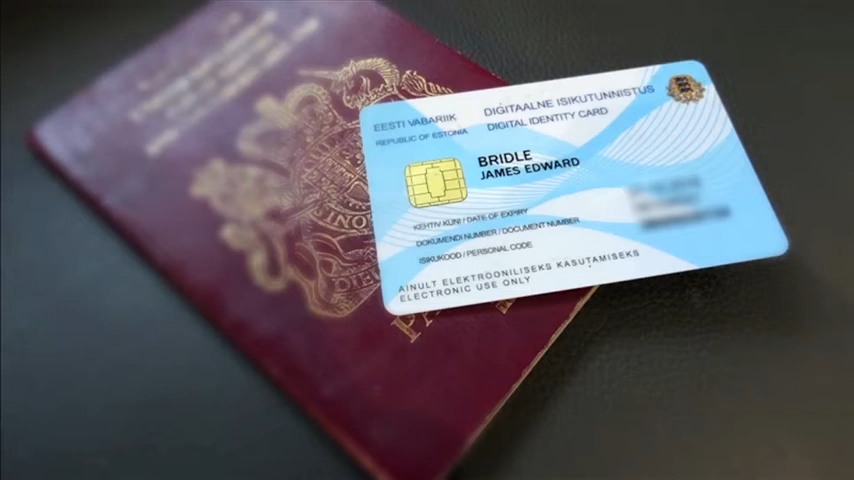 EESTI VABARIIK
REPUBLIC OF ESTONIA
DIGITAALNE ISIKUTUNNISTUS
DIGITAL IDENTITY CARD
BRIDLE
JAMES EDWARD
KEHTIV KUNI / DATE OF EXPIRY
DOKUMENDI NUMBER / DOCUMENT NUMBER
ISIKUKOOD / PERSONAL CODE
AINULT ELEKTROONILISEKS KASUTAMISEKS
ELECTRONIC USE ONLY